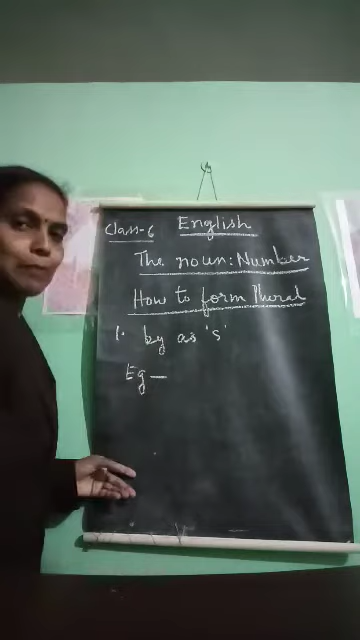 Class-6 English
The noun: Number
How to form Plural
1. by as 's'
Eg —